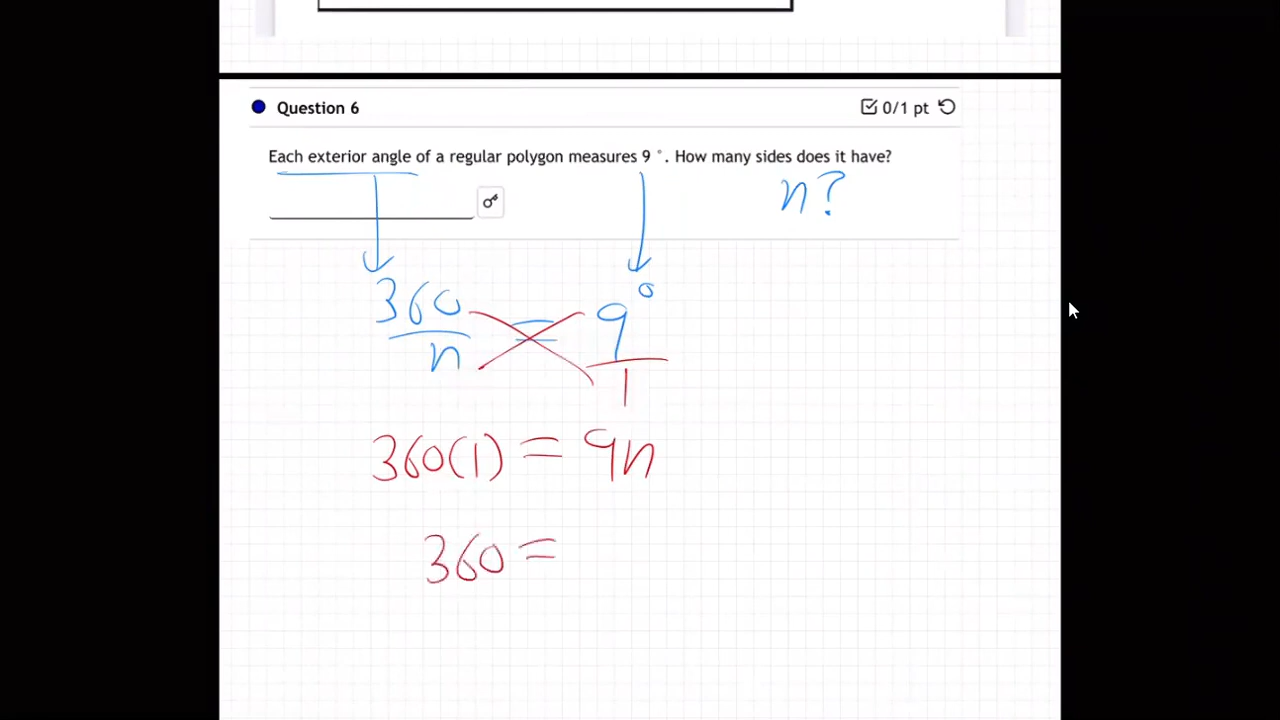 Question 6
0/1 pt
Each exterior angle of a regular polygon measures 9 °. How many sides does it have?
n?
360/n = 9°/1
360(1) = 9n
360 =